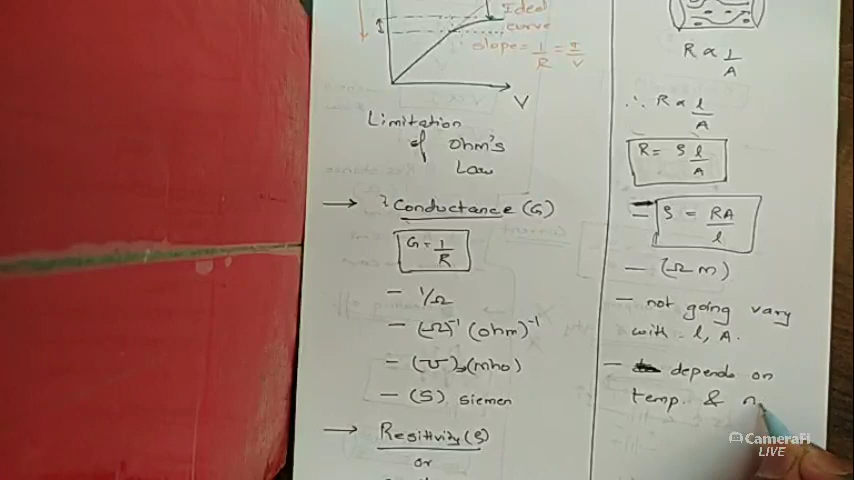 Ideal
curve
slope = 1/R = I/V
V
Limitation
of ohm's
Law
→ Conductance (G)
G = 1/R
– 1/Ω
– (Ω)⁻¹ (ohm)⁻¹
– (℧) (mho)
– (S) siemen
→ Resitivity (ρ)
or
R ∝ 1/A
∴ R ∝ l/A
R = ρ l/A
– ρ = RA/l
– (Ω m)
– not going vary
with l, A.
– depends on
temp. & n
CameraFI
LIVE